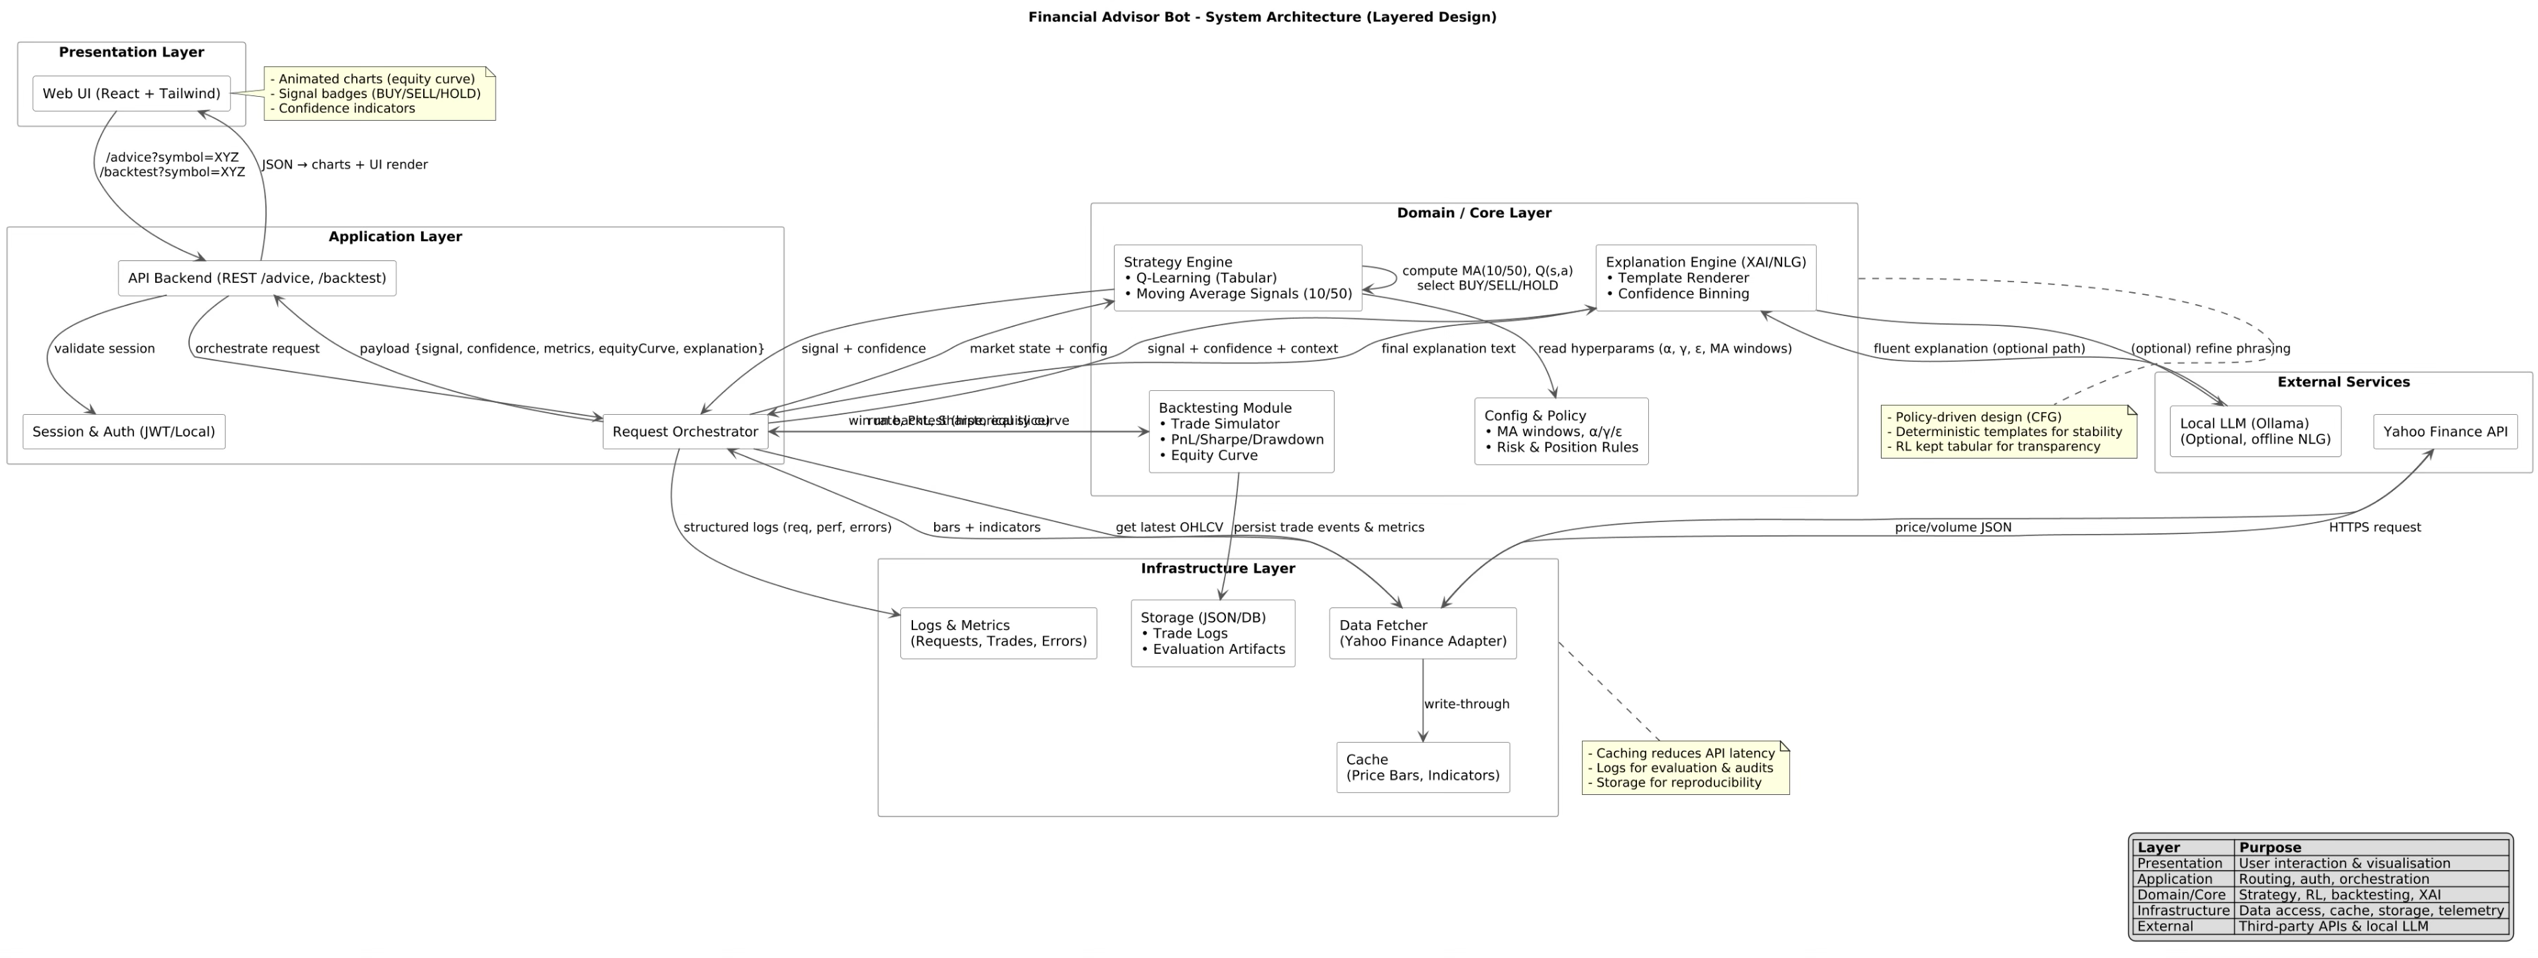 Financial Advisor Bot - System Architecture (Layered Design)
Presentation Layer
Web UI (React + Tailwind)
- Animated charts (equity curve)
- Signal badges (BUY/SELL/HOLD)
- Confidence indicators
/advice?symbol=XYZ
/backtest?symbol=XYZ
JSON → charts + UI render
Application Layer
API Backend (REST /advice, /backtest)
validate session
orchestrate request
payload {signal, confidence, metrics, equityCurve, explanation}
Session & Auth (JWT/Local)
Request Orchestrator
Domain / Core Layer
Strategy Engine
• Q-Learning (Tabular)
• Moving Average Signals (10/50)
compute MA(10/50), Q(s,a)
select BUY/SELL/HOLD
Explanation Engine (XAI/NLG)
• Template Renderer
• Confidence Binning
signal + confidence
market state + config
signal + confidence + context
final explanation text
read hyperparams (α, γ, ε, MA windows)
fluent explanation (optional path)
(optional) refine phrasing
run backtest (historical slice)
win rate, PnL, Sharpe, equity curve
Backtesting Module
• Trade Simulator
• PnL/Sharpe/Drawdown
• Equity Curve
Config & Policy
• MA windows, α/γ/ε
• Risk & Position Rules
- Policy-driven design (CFG)
- Deterministic templates for stability
- RL kept tabular for transparency
External Services
Local LLM (Ollama)
(Optional, offline NLG)
Yahoo Finance API
structured logs (req, perf, errors)
bars + indicators
get latest OHLCV
persist trade events & metrics
price/volume JSON
HTTPS request
Infrastructure Layer
Logs & Metrics
(Requests, Trades, Errors)
Storage (JSON/DB)
• Trade Logs
• Evaluation Artifacts
Data Fetcher
(Yahoo Finance Adapter)
write-through
Cache
(Price Bars, Indicators)
- Caching reduces API latency
- Logs for evaluation & audits
- Storage for reproducibility
Layer Purpose
Presentation User interaction & visualisation
Application Routing, auth, orchestration
Domain/Core Strategy, RL, backtesting, XAI
Infrastructure Data access, cache, storage, telemetry
External Third-party APIs & local LLM